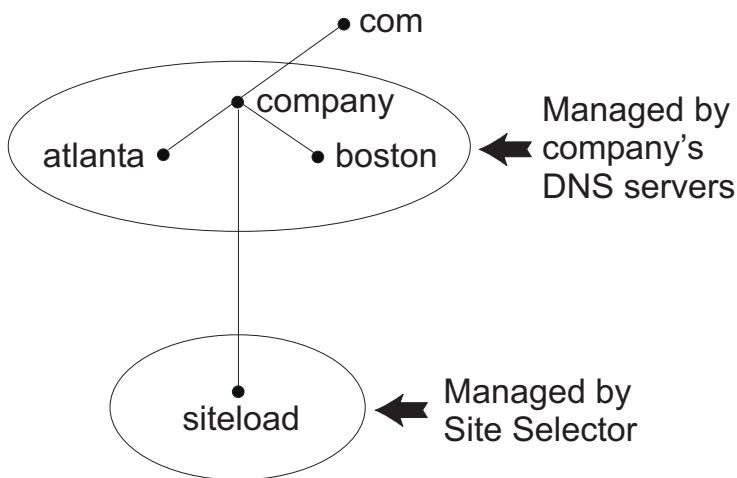 com
company
atlanta
boston
Managed by
company’s
DNS servers
siteload
Managed by
Site Selector